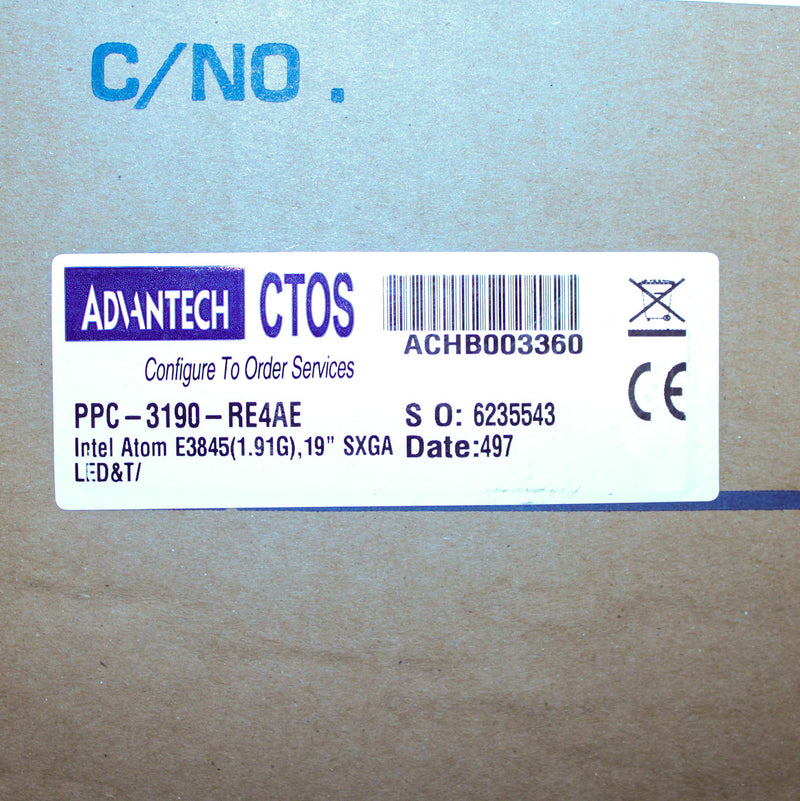 C/NO.
ADVANTECH CTOS
Configure To Order Services
ACHB003360
CE
PPC-3190-RE4AE
S O: 6235543
Intel Atom E3845(1.91G),19" SXGA
Date:497
LED&T/